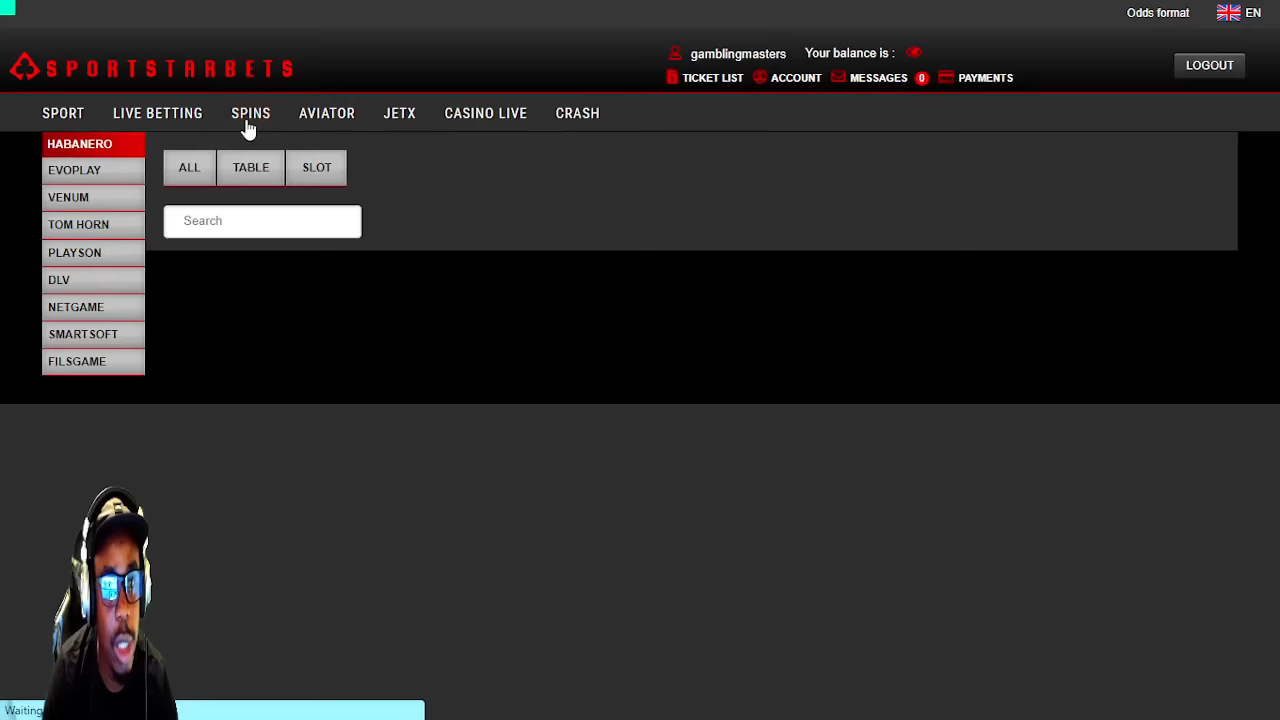 Odds format
EN
SPORTSTARBETS
gamblingmasters
Your balance is :
TICKET LIST
ACCOUNT
MESSAGES 0
PAYMENTS
LOGOUT
SPORT
LIVE BETTING
SPINS
AVIATOR
JETX
CASINO LIVE
CRASH
HABANERO
EVOPLAY
VENUM
TOM HORN
PLAYSON
DLV
NETGAME
SMARTSOFT
FILSGAME
ALL
TABLE
SLOT
Search
Waiting